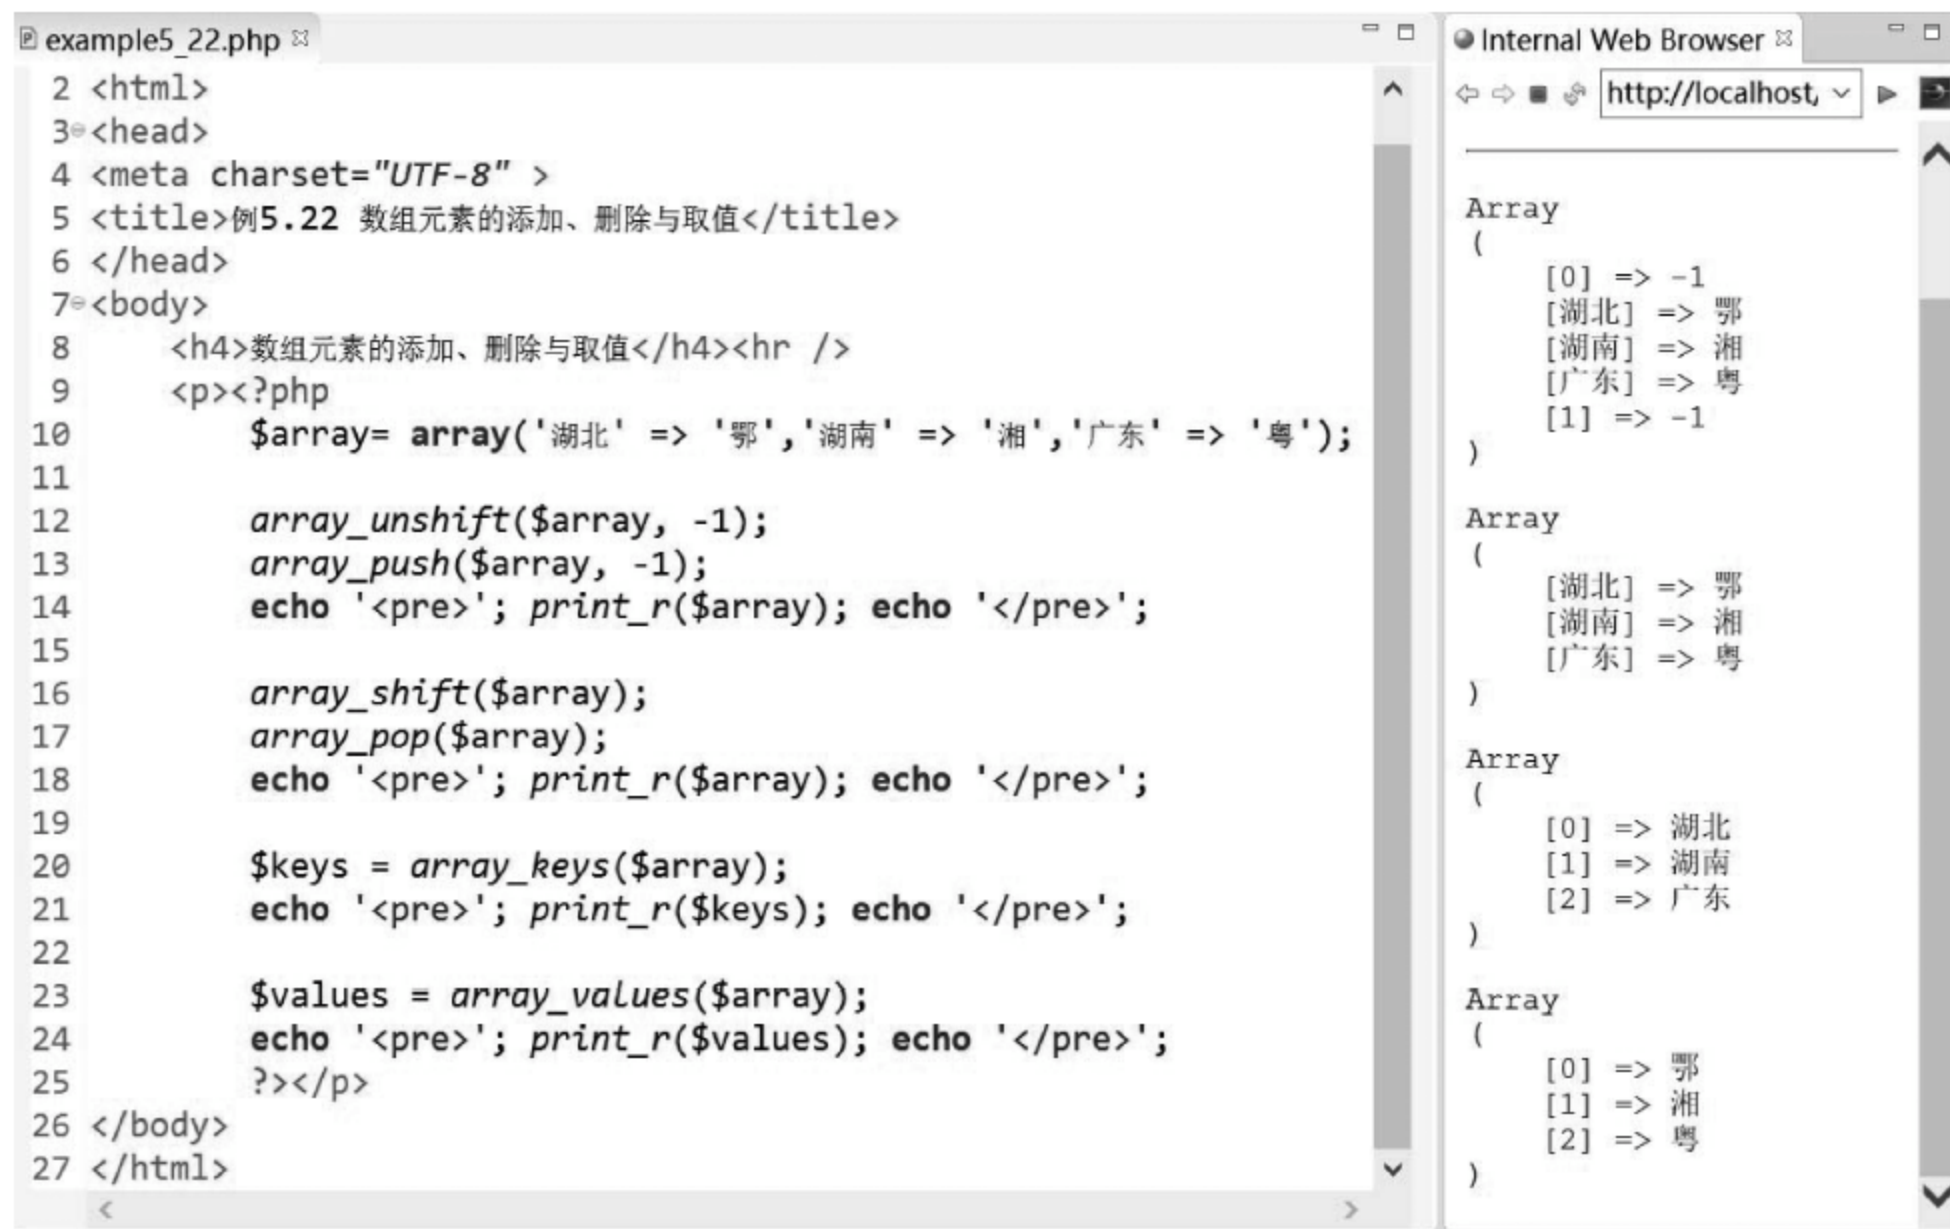 example5_22.php
2 <html>
3 <head>
4 <meta charset="UTF-8" >
5 <title>例5.22 数组元素的添加、删除与取值</title>
6 </head>
7 <body>
8 <h4>数组元素的添加、删除与取值</h4><hr />
9 <p><?php
10 $array= array('湖北' => '鄂','湖南' => '湘','广东' => '粤');
11
12 array_unshift($array, -1);
13 array_push($array, -1);
14 echo '<pre>'; print_r($array); echo '</pre>';
15
16 array_shift($array);
17 array_pop($array);
18 echo '<pre>'; print_r($array); echo '</pre>';
19
20 $keys = array_keys($array);
21 echo '<pre>'; print_r($keys); echo '</pre>';
22
23 $values = array_values($array);
24 echo '<pre>'; print_r($values); echo '</pre>';
25 ?></p>
26 </body>
27 </html>
Internal Web Browser
http://localhost,
Array
(
[0] => -1
[湖北] => 鄂
[湖南] => 湘
[广东] => 粤
[1] => -1
)
Array
(
[湖北] => 鄂
[湖南] => 湘
[广东] => 粤
)
Array
(
[0] => 湖北
[1] => 湖南
[2] => 广东
)
Array
(
[0] => 鄂
[1] => 湘
[2] => 粤
)